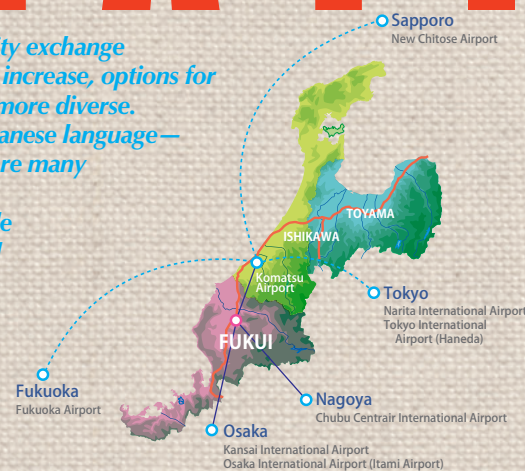 ity exchange
increase, options for
more diverse.
anese language—
re many
Sapporo
New Chitose Airport
TOYAMA
ISHIKAWA
Komatsu
Airport
Tokyo
Narita International Airport
Tokyo International
Airport (Haneda)
FUKUI
Fukuoka
Fukuoka Airport
Nagoya
Chubu Centrair International Airport
Osaka
Kansai International Airport
Osaka International Airport (Itami Airport)